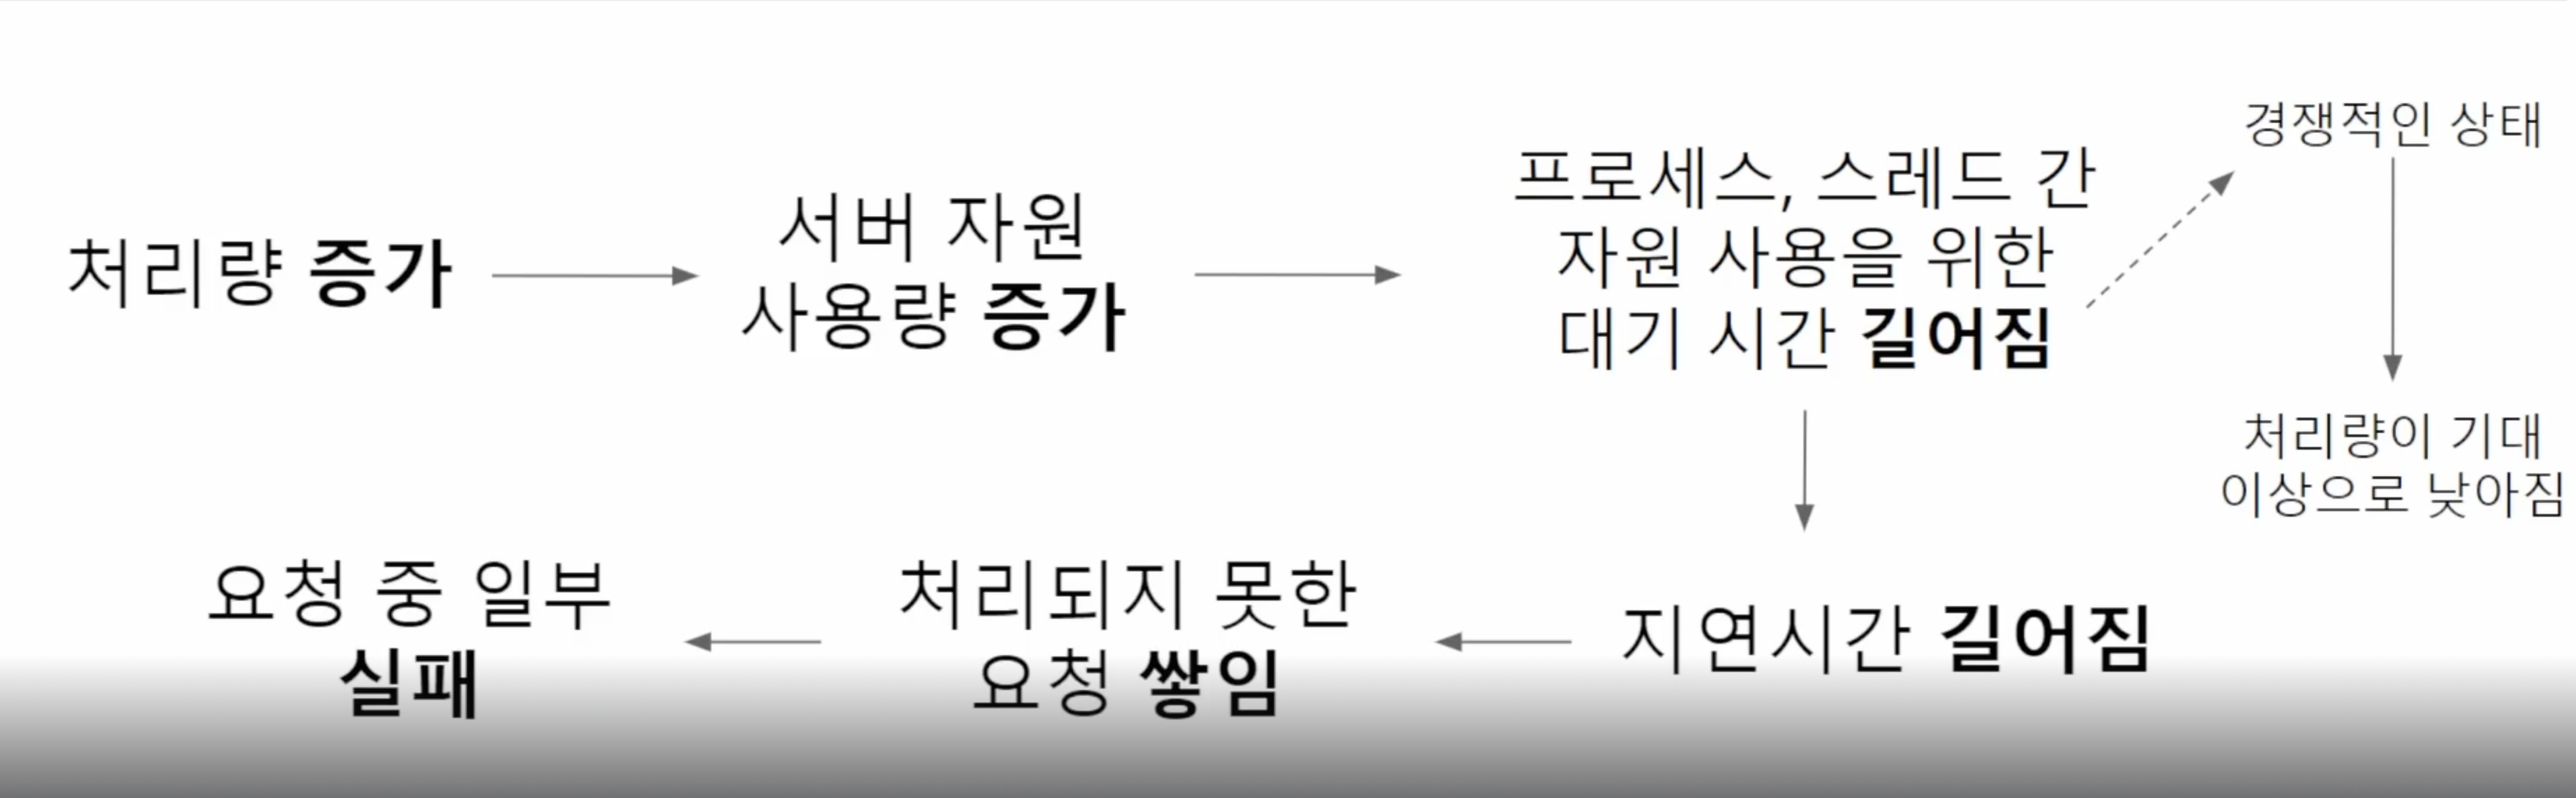 처리량 증가
서버 자원
사용량 증가
프로세스, 스레드 간
자원 사용을 위한
대기 시간 길어짐
경쟁적인 상태
처리량이 기대
이상으로 낮아짐
지연시간 길어짐
처리되지 못한
요청 쌓임
요청 중 일부
실패